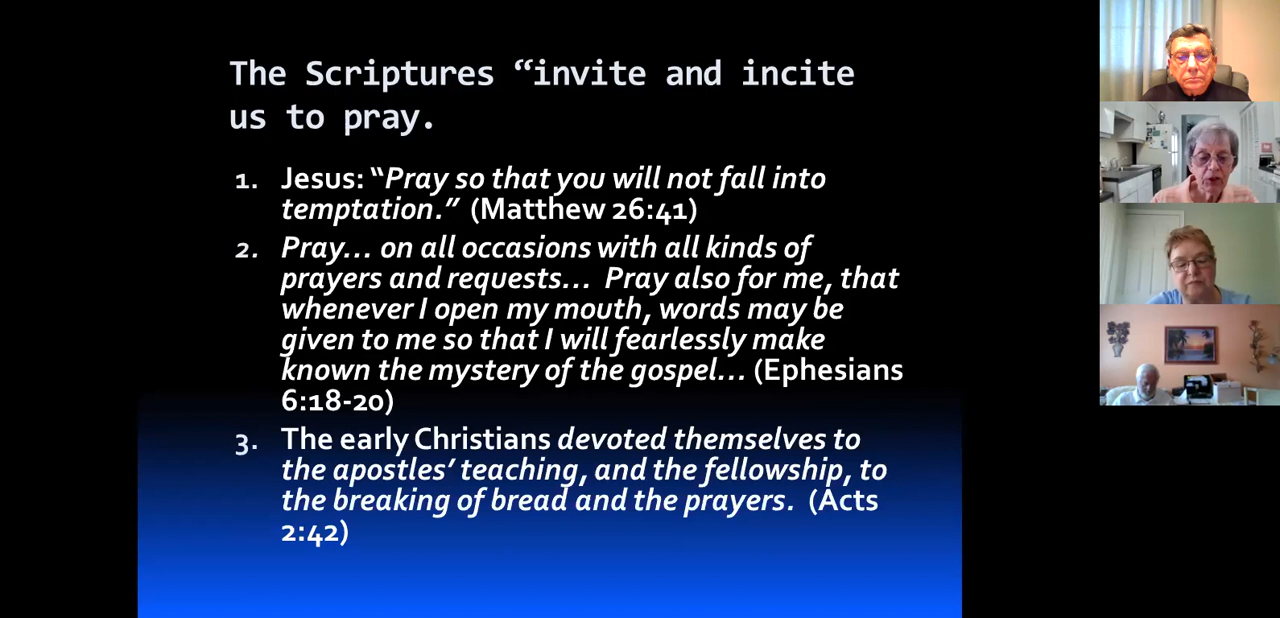 The Scriptures “invite and incite
us to pray.
1. Jesus: “Pray so that you will not fall into
temptation.” (Matthew 26:41)
2. Pray… on all occasions with all kinds of
prayers and requests… Pray also for me, that
whenever I open my mouth, words may be
given to me so that I will fearlessly make
known the mystery of the gospel… (Ephesians
6:18-20)
3. The early Christians devoted themselves to
the apostles’ teaching, and the fellowship, to
the breaking of bread and the prayers. (Acts
2:42)